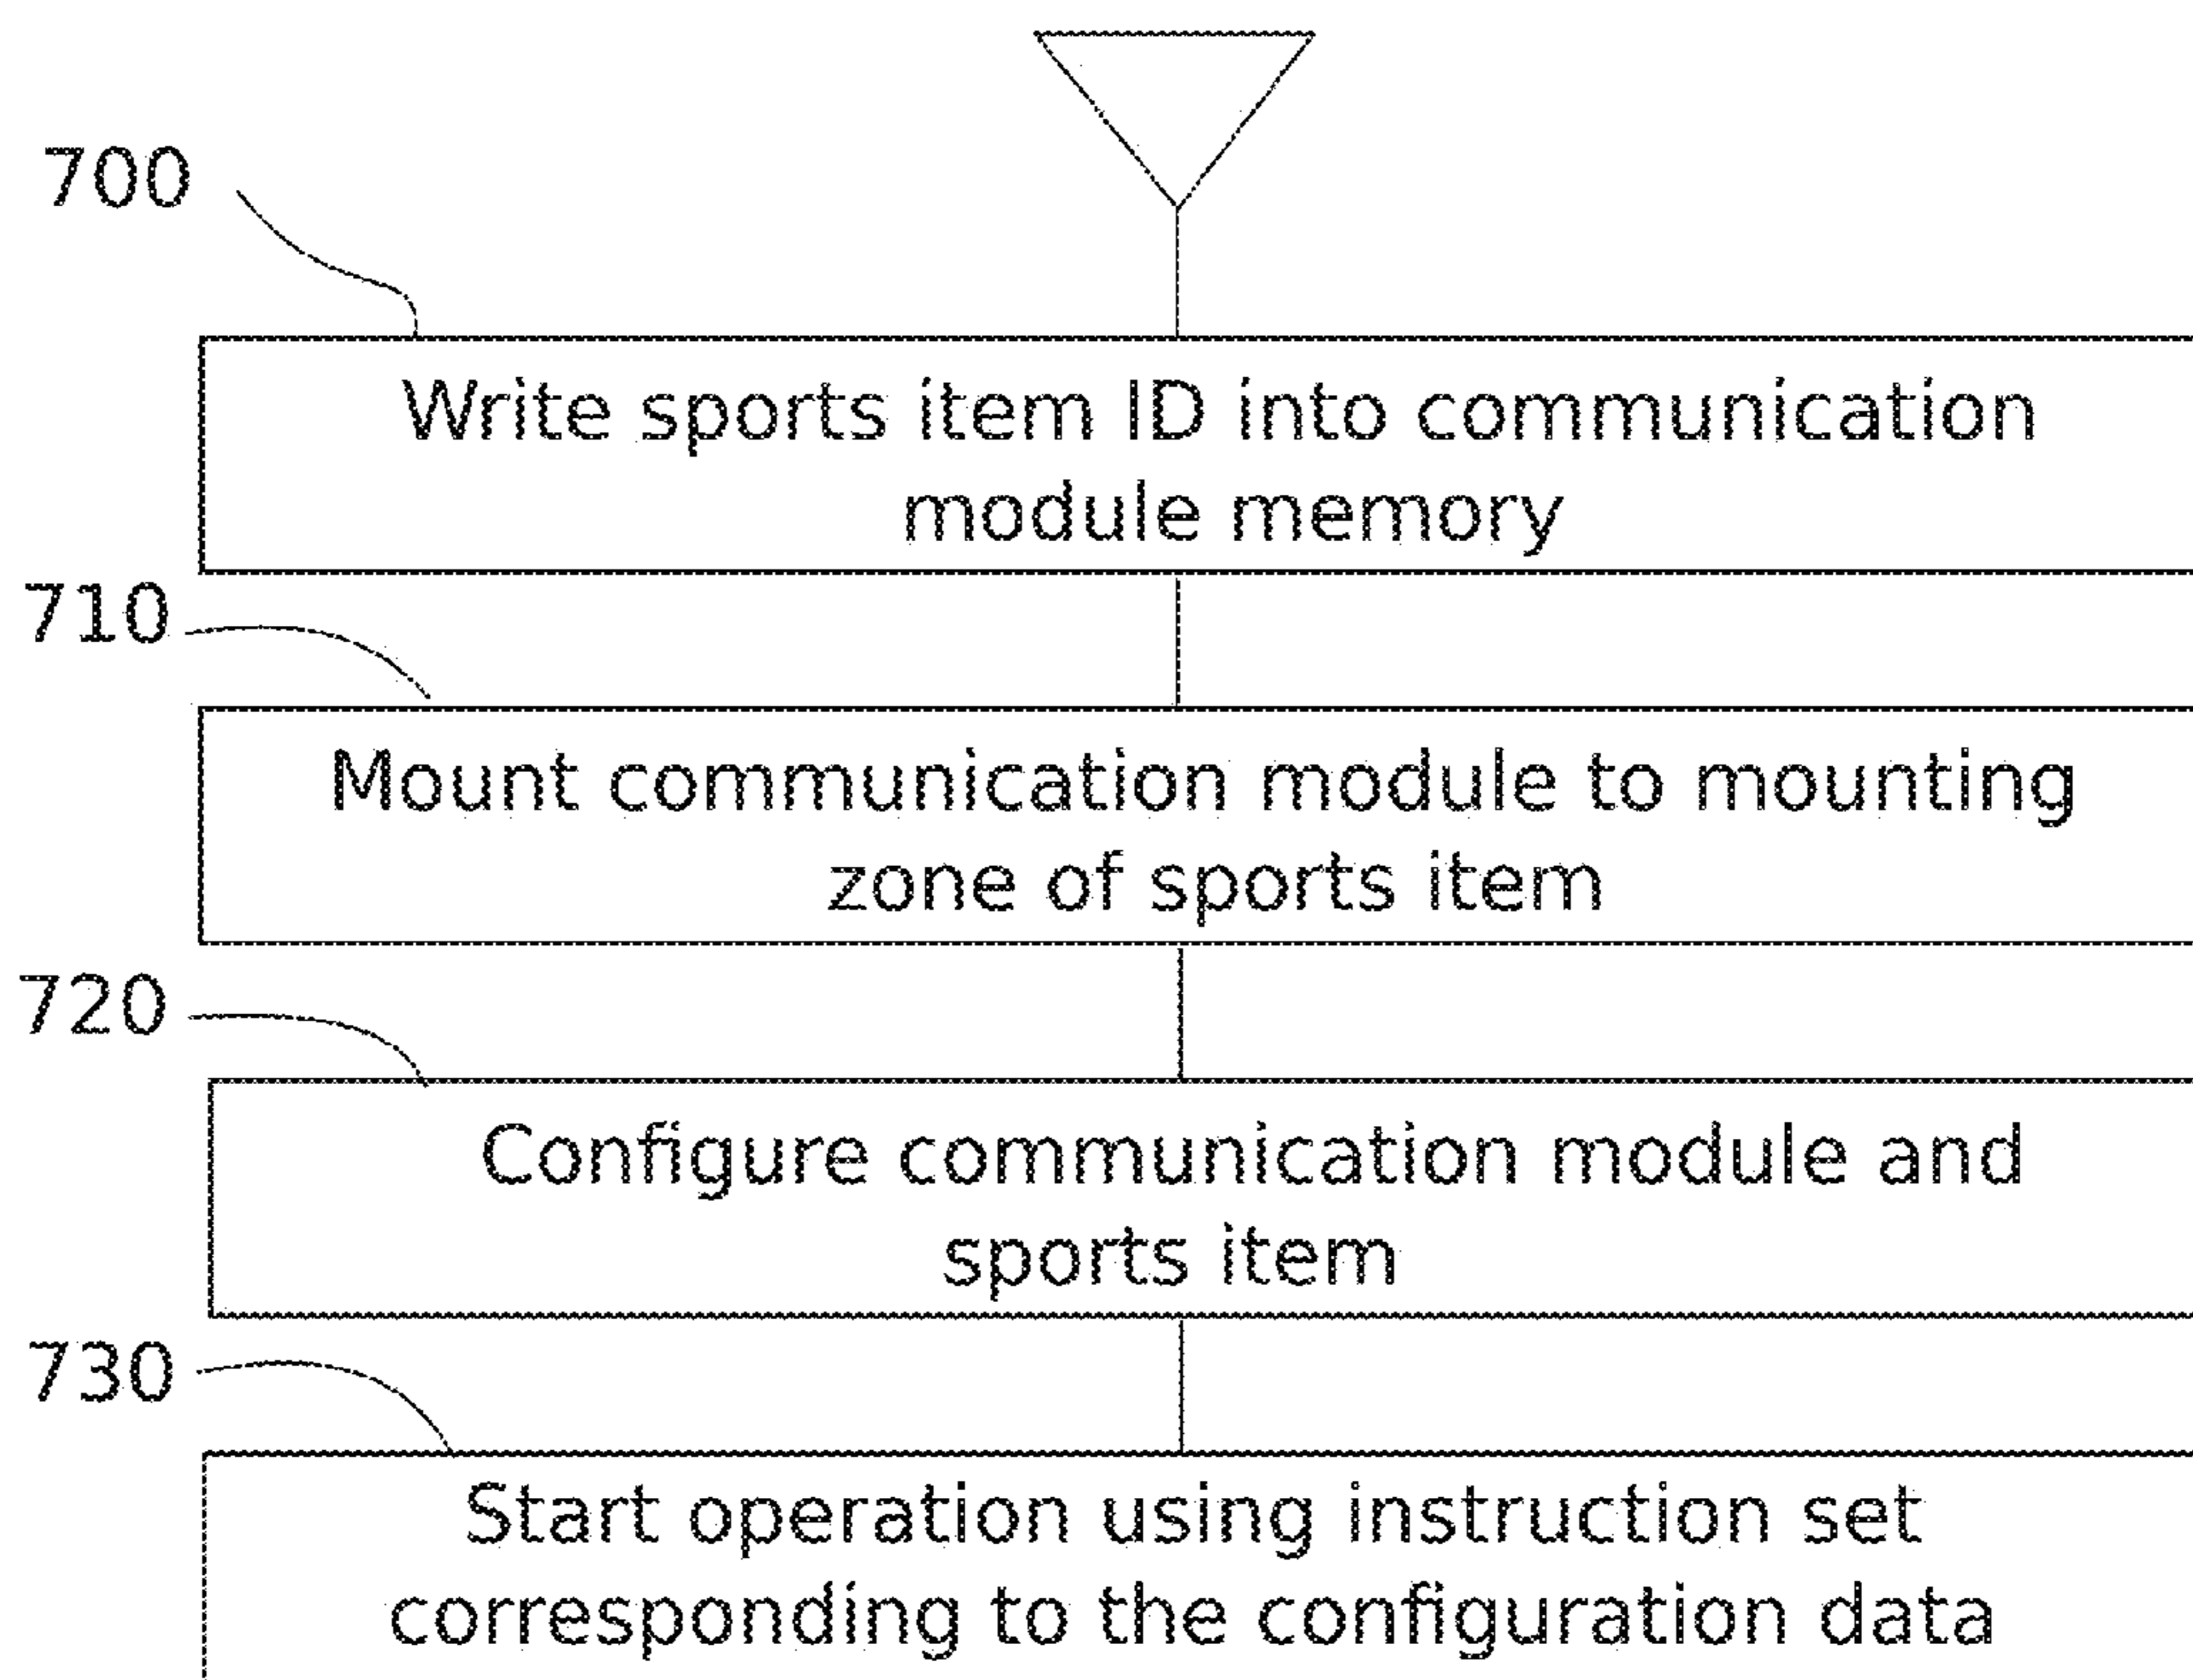 700
Write sports item ID into communication
module memory
710
Mount communication module to mounting
zone of sports item
720
Configure communication module and
sports item
730
Start operation using instruction set
corresponding to the configuration data